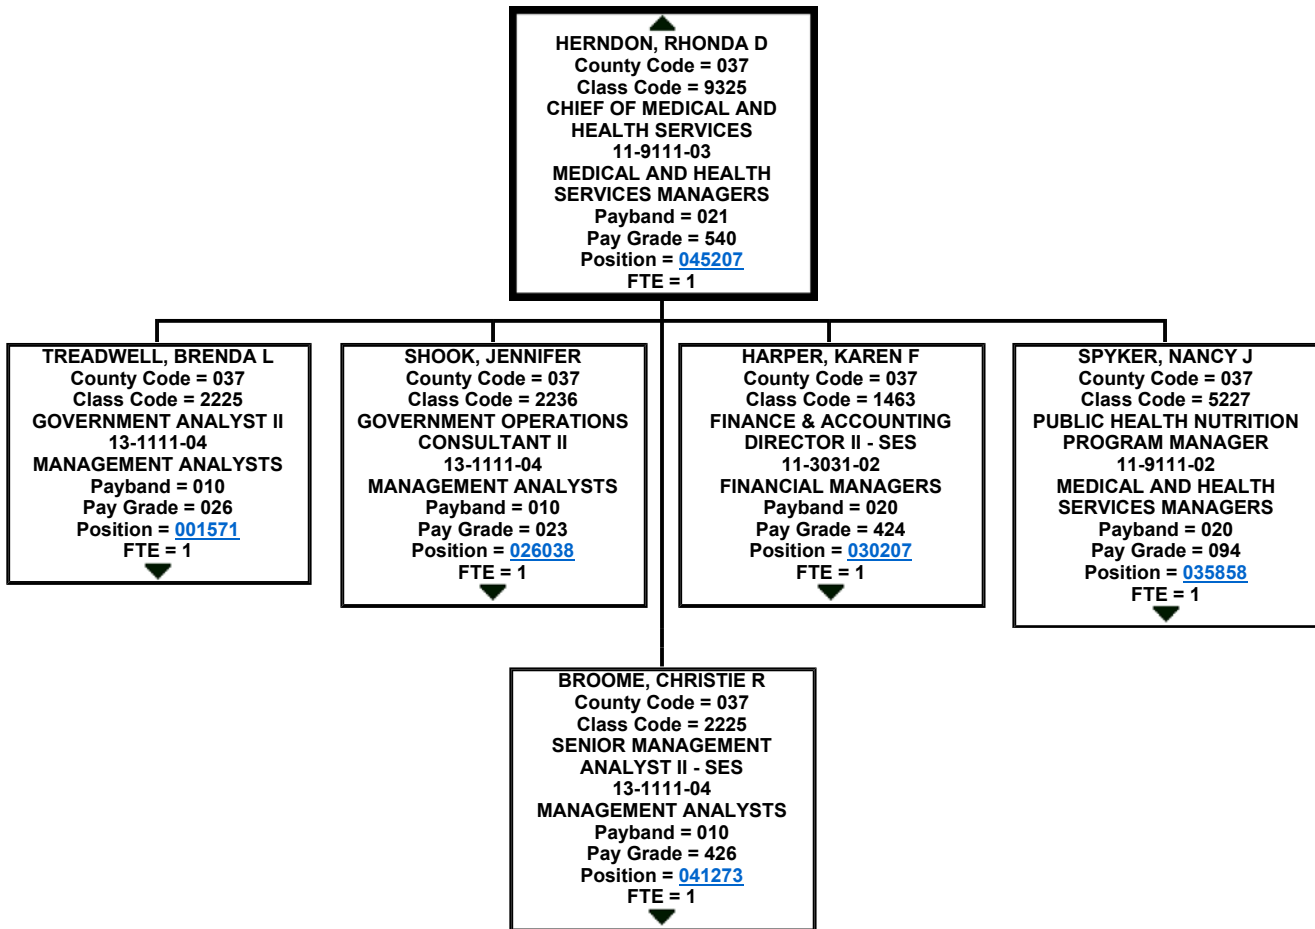 HERNDON, RHONDA D
County Code = 037
Class Code = 9325
CHIEF OF MEDICAL AND
HEALTH SERVICES
11-9111-03
MEDICAL AND HEALTH
SERVICES MANAGERS
Payband = 021
Pay Grade = 540
Position = 045207
FTE = 1
TREADWELL, BRENDA L
County Code = 037
Class Code = 2225
GOVERNMENT ANALYST II
13-1111-04
MANAGEMENT ANALYSTS
Payband = 010
Pay Grade = 026
Position = 001571
FTE = 1
SHOOK, JENNIFER
County Code = 037
Class Code = 2236
GOVERNMENT OPERATIONS
CONSULTANT II
13-1111-04
MANAGEMENT ANALYSTS
Payband = 010
Pay Grade = 023
Position = 026038
FTE = 1
HARPER, KAREN F
County Code = 037
Class Code = 1463
FINANCE & ACCOUNTING
DIRECTOR II - SES
11-3031-02
FINANCIAL MANAGERS
Payband = 020
Pay Grade = 424
Position = 030207
FTE = 1
SPYKER, NANCY J
County Code = 037
Class Code = 5227
PUBLIC HEALTH NUTRITION
PROGRAM MANAGER
11-9111-02
MEDICAL AND HEALTH
SERVICES MANAGERS
Payband = 020
Pay Grade = 094
Position = 035858
FTE = 1
BROOME, CHRISTIE R
County Code = 037
Class Code = 2225
SENIOR MANAGEMENT
ANALYST II - SES
13-1111-04
MANAGEMENT ANALYSTS
Payband = 010
Pay Grade = 426
Position = 041273
FTE = 1